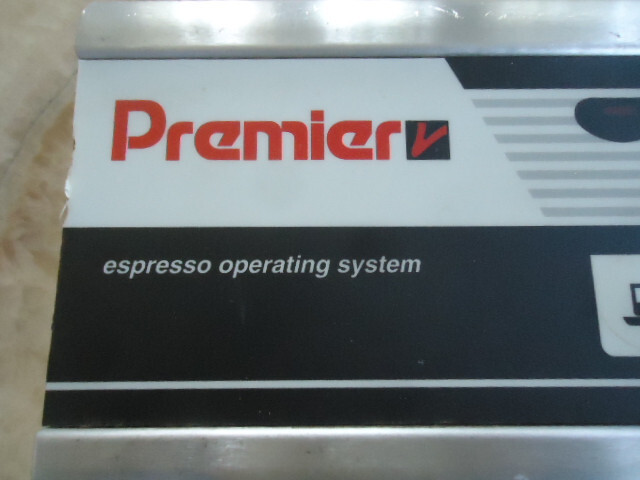 Premier V
espresso operating system